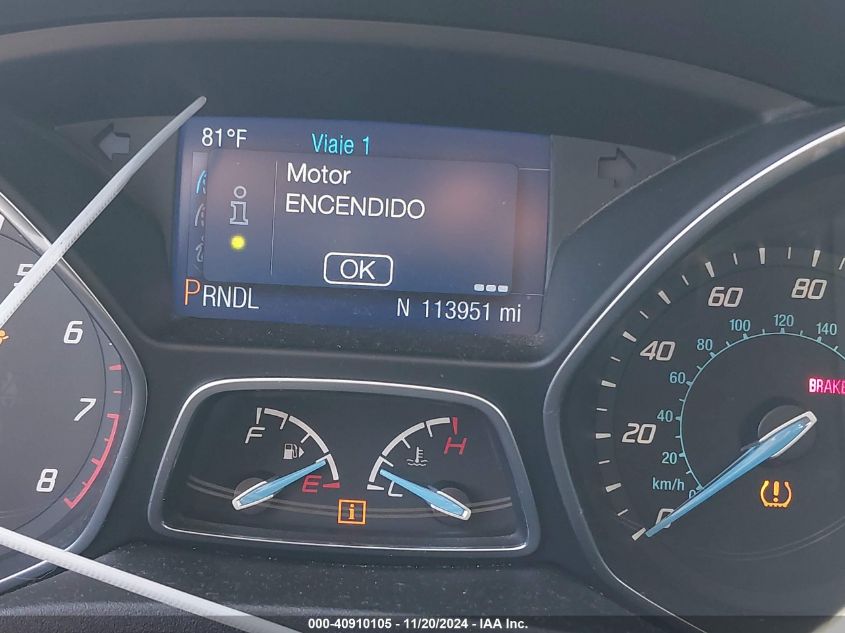 81°F Viaje 1
Motor
ENCENDIDO
OK
PRNDL N 113951 mi
5
6
7
8
F
E
H
C
i
0
20
40
60
80
km/h
0
20
40
60
80
100
120
140
BRAKE
000-40910105 - 11/20/2024 - IAA Inc.